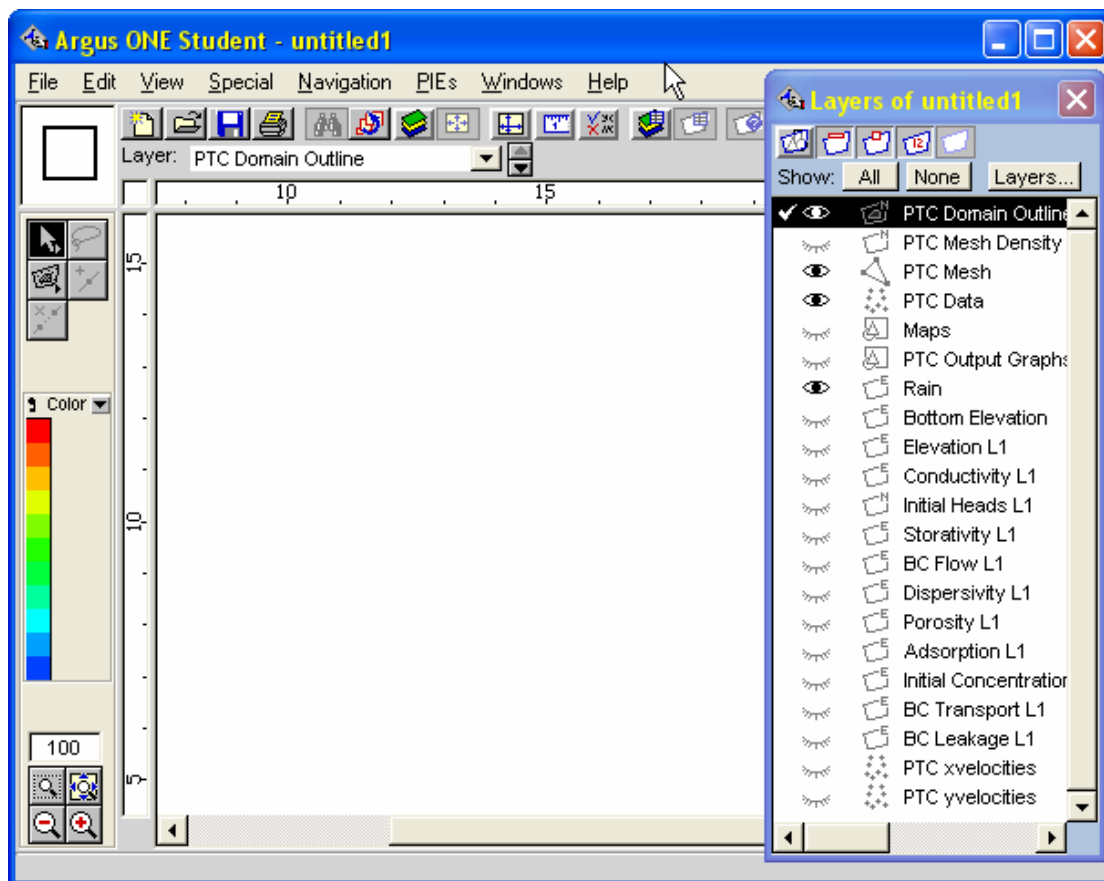 Argus ONE Student - untitled1
File Edit View Special Navigation PIEs Windows Help
Layer: PTC Domain Outline
10 15
15
10
5
Color
100
Layers of untitled1
Show: All None Layers...
PTC Domain Outline
N PTC Mesh Density
PTC Mesh
PTC Data
Maps
PTC Output Graphs
E Rain
E Bottom Elevation
E Elevation L1
E Conductivity L1
N Initial Heads L1
E Storativity L1
E BC Flow L1
E Dispersivity L1
E Porosity L1
E Adsorption L1
E Initial Concentration
E BC Transport L1
E BC Leakage L1
PTC xvelocities
PTC yvelocities